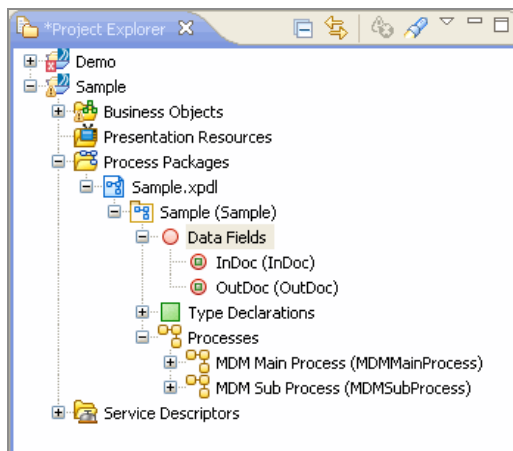 *Project Explorer
Demo
Sample
Business Objects
Presentation Resources
Process Packages
Sample.xpdl
Sample (Sample)
Data Fields
InDoc (InDoc)
OutDoc (OutDoc)
Type Declarations
Processes
MDM Main Process (MDMMainProcess)
MDM Sub Process (MDMSubProcess)
Service Descriptors